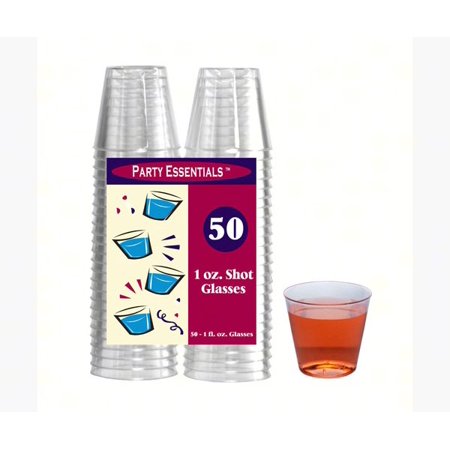 PARTY ESSENTIALS™
50
1 oz. Shot
Glasses
50 - 1 fl. oz. Glasses